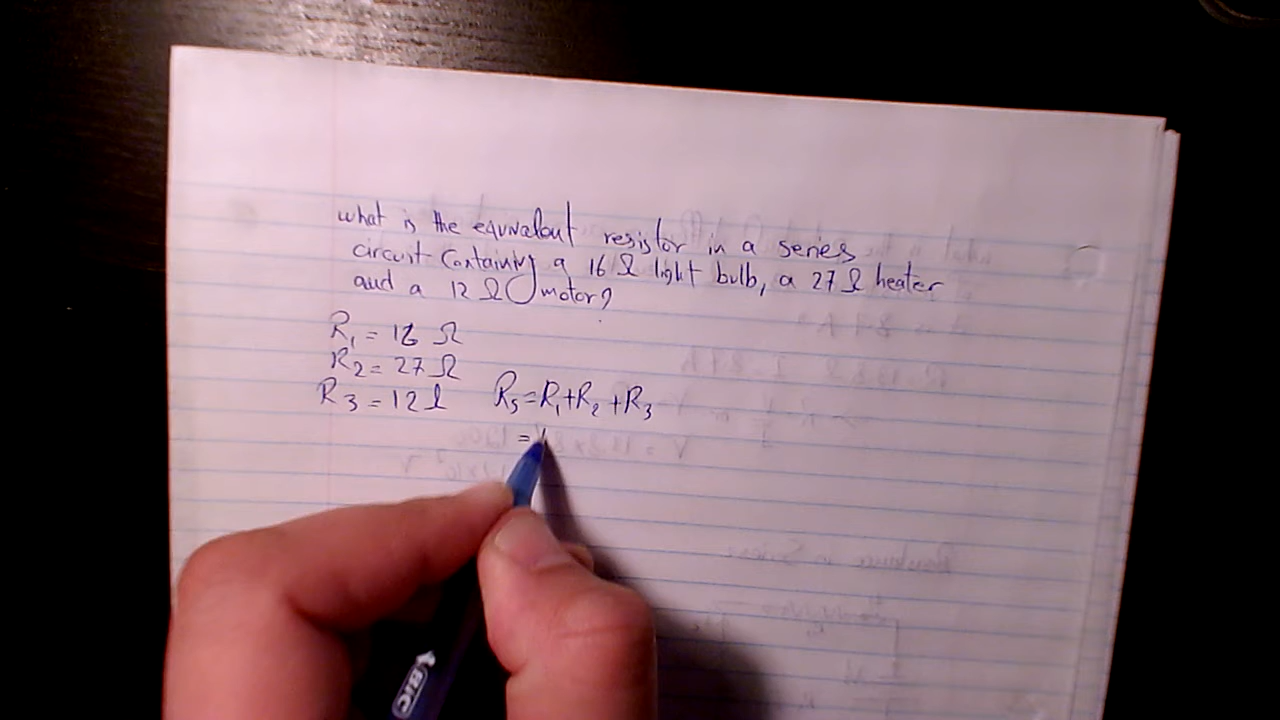 what is the equivalent resistor in a series
circuit containing a 16 Ω light bulb, a 27 Ω heater
and a 12 Ω motor?
R₁ = 16 Ω
R₂ = 27 Ω
R₃ = 12 Ω
Rₛ = R₁ + R₂ + R₃
=
BIC